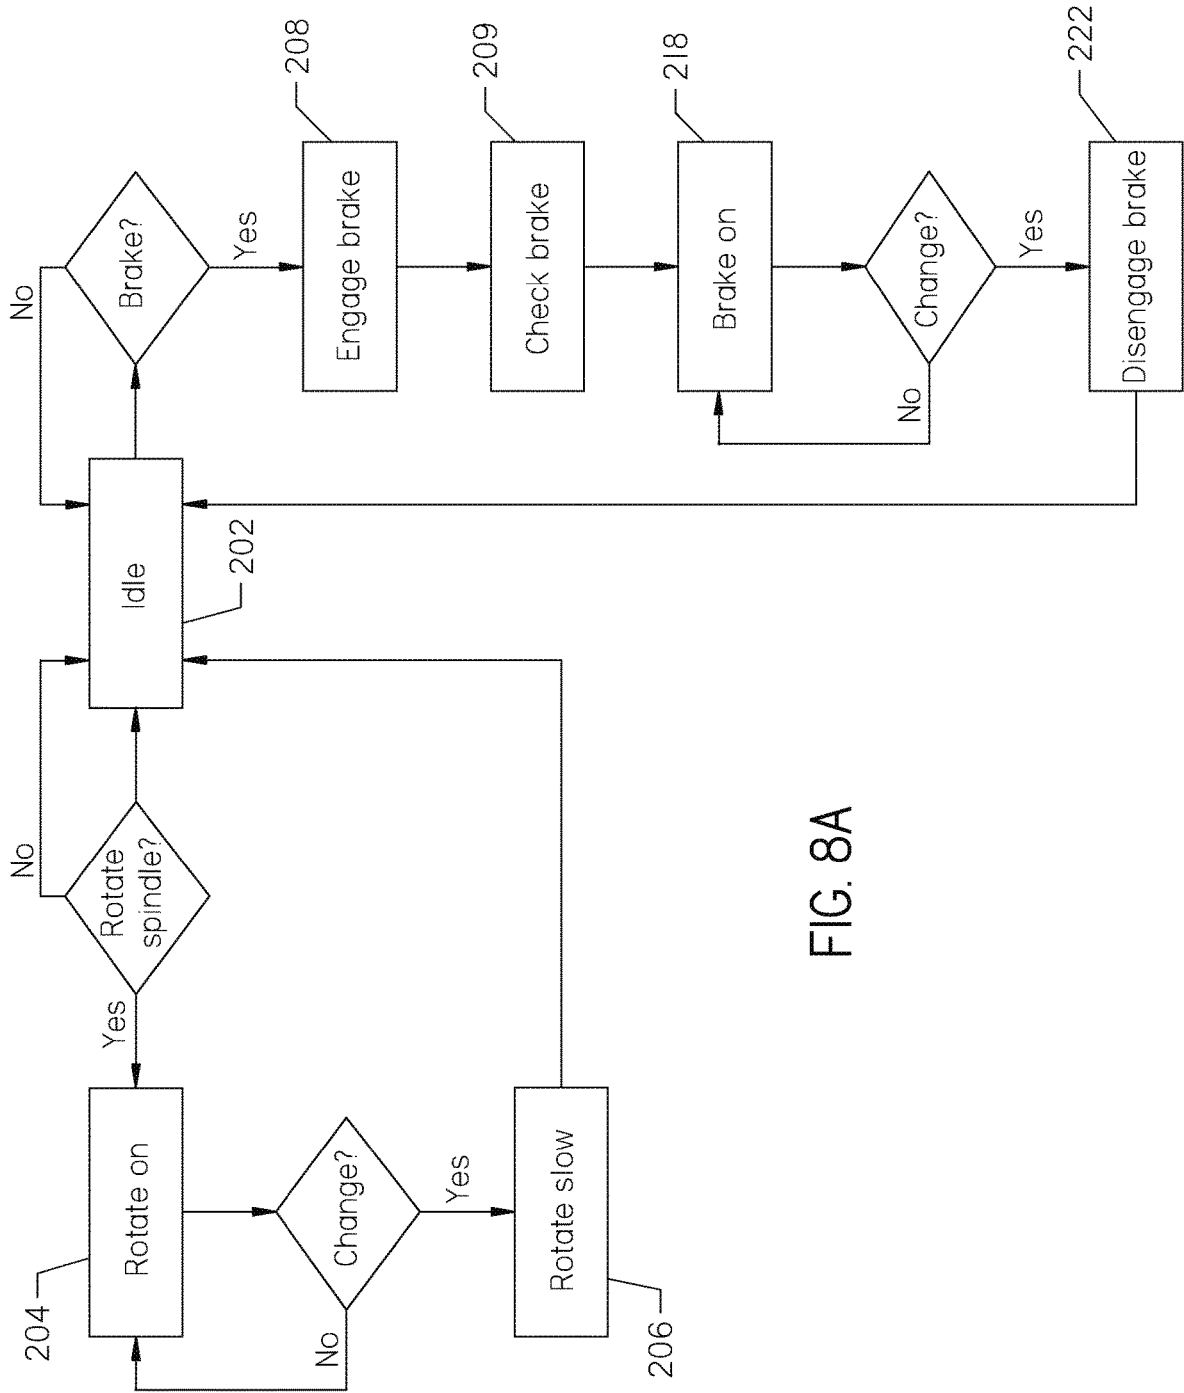 204
Rotate on
Yes
Rotate
spindle?
No
Idle
202
No
Brake?
Yes
Engage brake
208
Check brake
209
Brake on
218
Change?
No
Yes
Disengage brake
222
Change?
No
Yes
Rotate slow
206
FIG. 8A